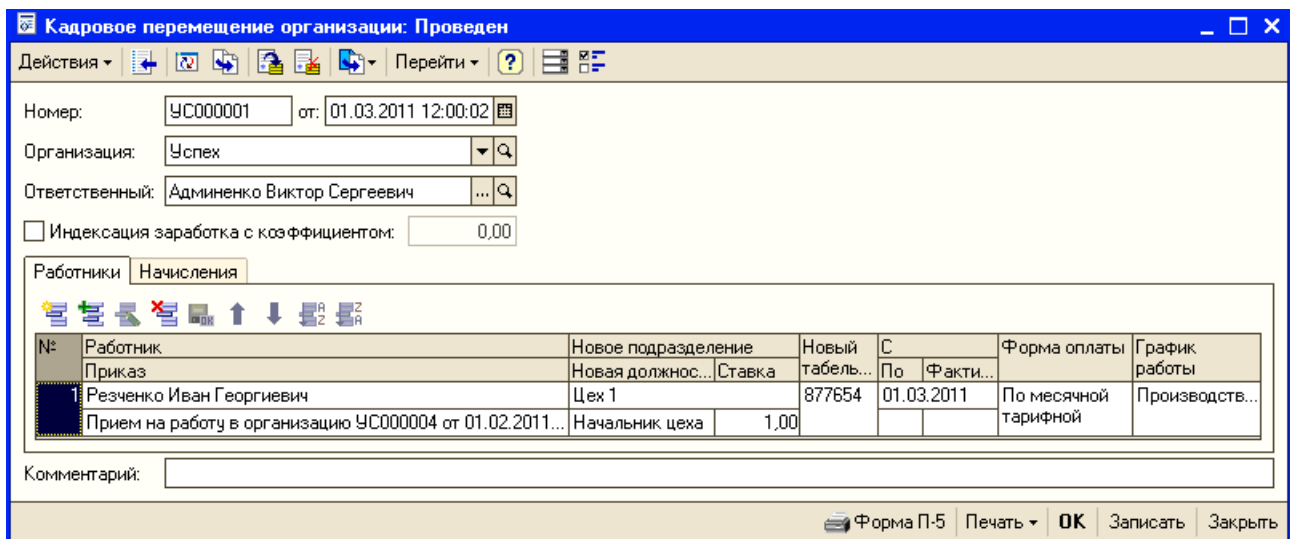 Кадровое перемещение организации: Проведен
Действия Перейти ?
Номер: УС000001 от: 01.03.2011 12:00:02
Организация: Успех
Ответственный: Админенко Виктор Сергеевич ...
Индексация заработка с коэффициентом: 0,00
Работники Начисления
№ Работник Новое подразделение Новый табель... С Форма оплаты График работы
Приказ Новая должнос... Ставка По Факти...
1 Резченко Иван Георгиевич Цех 1 877654 01.03.2011 По месячной тарифной Производств...
Прием на работу в организацию УС000004 от 01.02.2011... Начальник цеха 1,00
Комментарий:
Форма П-5 Печать OK Записать Закрыть